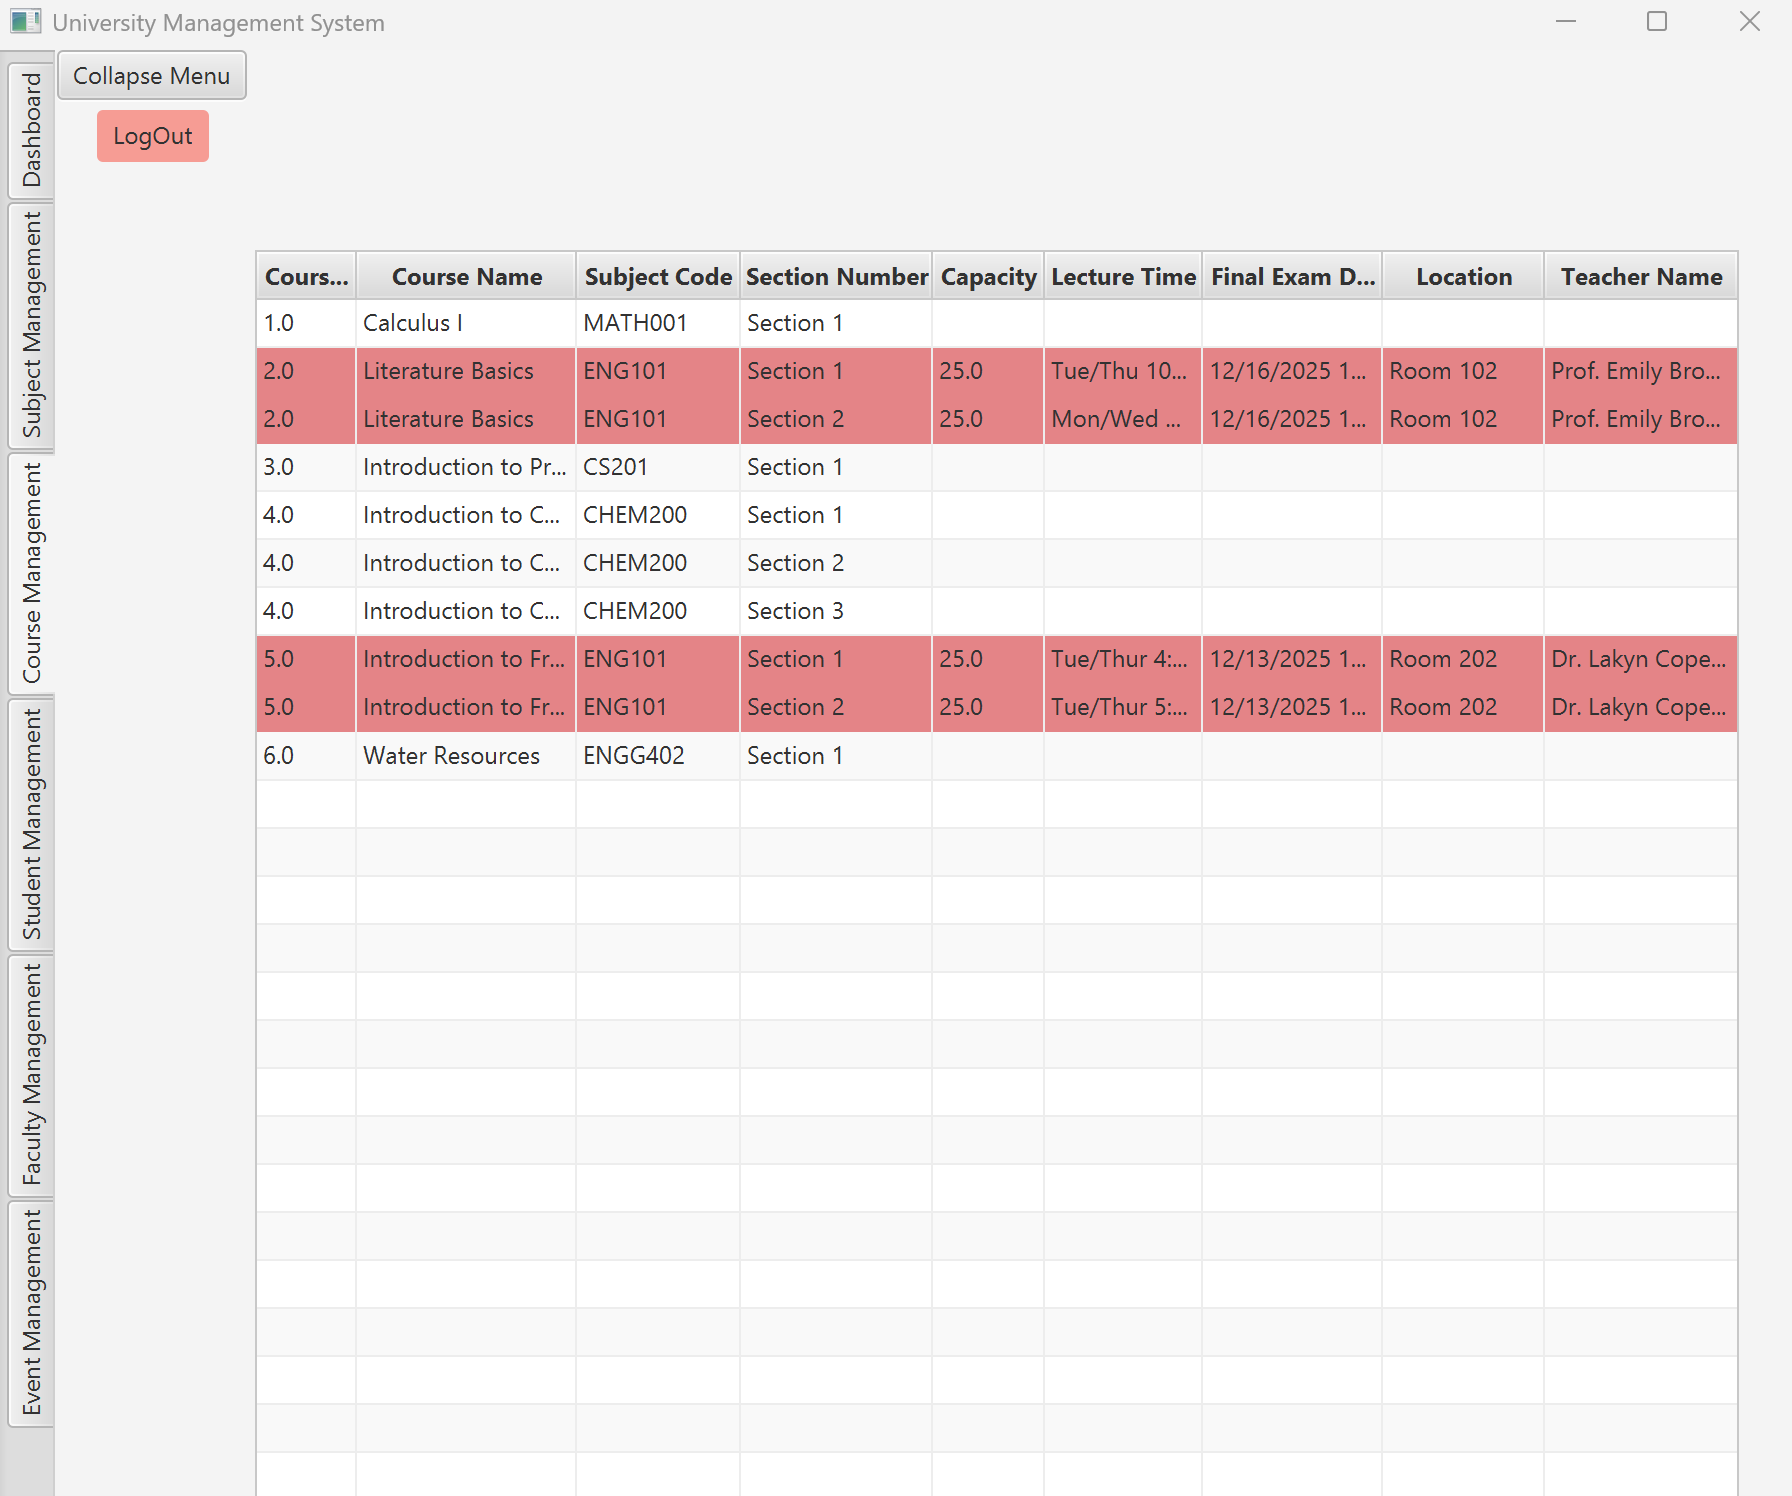 University Management System
Collapse Menu
LogOut
Dashboard
Subject Management
Course Management
Student Management
Faculty Management
Event Management
Cours... Course Name Subject Code Section Number Capacity Lecture Time Final Exam D... Location Teacher Name
1.0 Calculus I MATH001 Section 1
2.0 Literature Basics ENG101 Section 1 25.0 Tue/Thu 10... 12/16/2025 1... Room 102 Prof. Emily Bro...
2.0 Literature Basics ENG101 Section 2 25.0 Mon/Wed ... 12/16/2025 1... Room 102 Prof. Emily Bro...
3.0 Introduction to Pr... CS201 Section 1
4.0 Introduction to C... CHEM200 Section 1
4.0 Introduction to C... CHEM200 Section 2
4.0 Introduction to C... CHEM200 Section 3
5.0 Introduction to Fr... ENG101 Section 1 25.0 Tue/Thur 4:... 12/13/2025 1... Room 202 Dr. Lakyn Cope...
5.0 Introduction to Fr... ENG101 Section 2 25.0 Tue/Thur 5:... 12/13/2025 1... Room 202 Dr. Lakyn Cope...
6.0 Water Resources ENGG402 Section 1